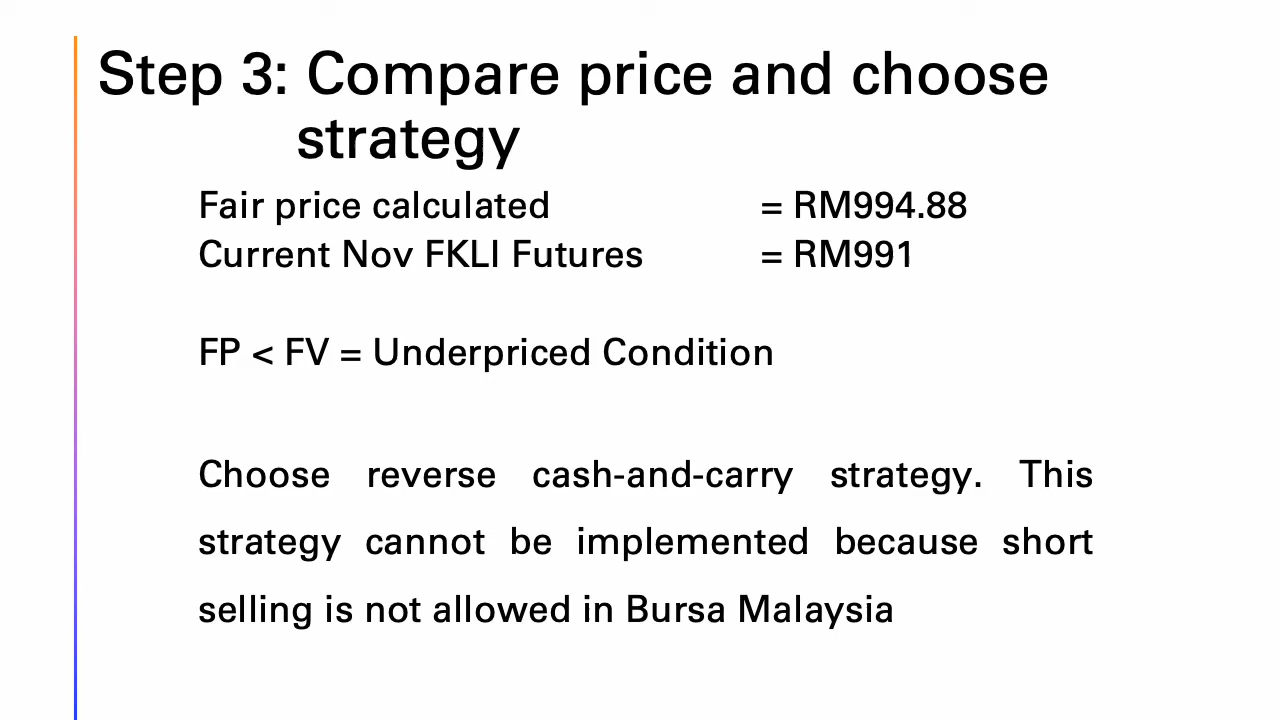 Step 3: Compare price and choose
strategy
Fair price calculated = RM994.88
Current Nov FKLI Futures = RM991
FP < FV = Underpriced Condition
Choose reverse cash-and-carry strategy. This
strategy cannot be implemented because short
selling is not allowed in Bursa Malaysia